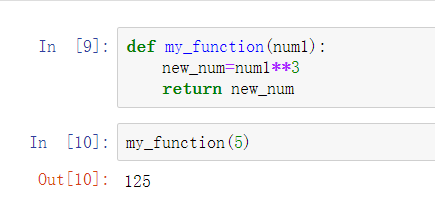 In [9]: def my_function(num1):
new_num=num1**3
return new_num
In [10]: my_function(5)
Out[10]: 125